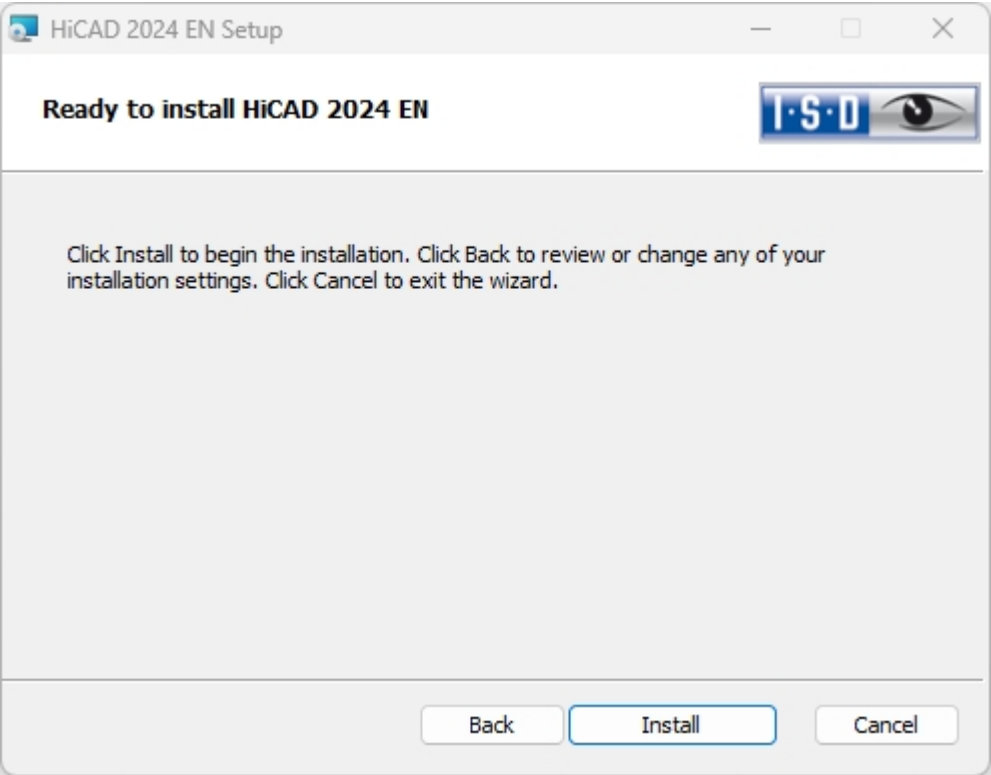 HiCAD 2024 EN Setup
Ready to install HiCAD 2024 EN
I·S·D
Click Install to begin the installation. Click Back to review or change any of your
installation settings. Click Cancel to exit the wizard.
Back Install Cancel